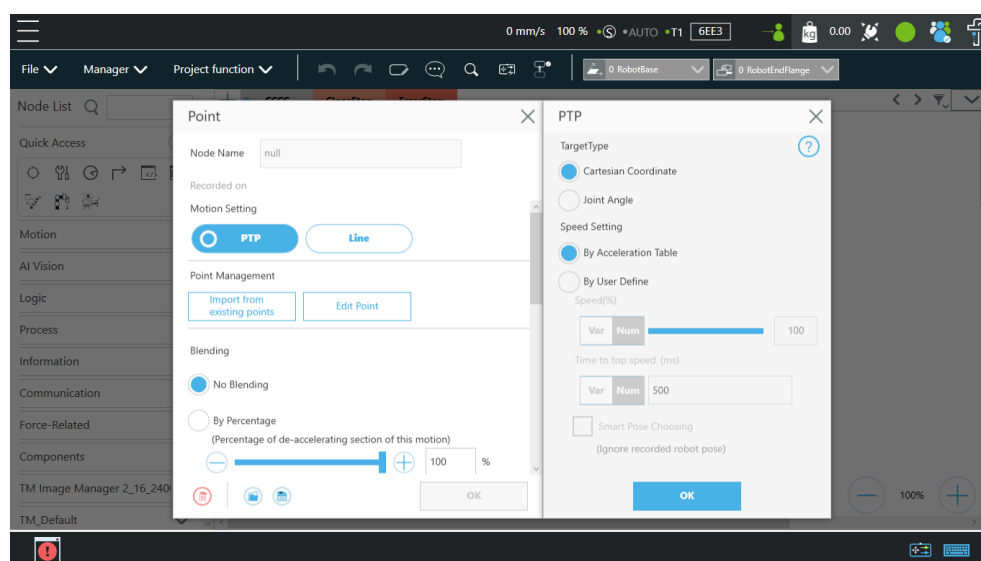 0 mm/s 100 % S AUTO T1 6EE3 kg 0.00
File Manager Project function 0 RobotBase 0 RobotEndFlange
Node List
Quick Access
Motion
AI Vision
Logic
Process
Information
Communication
Force-Related
Components
TM Image Manager 2_16_240
TM_Default
Point
Node Name null
Recorded on
Motion Setting
PTP Line
Point Management
Import from
existing points
Edit Point
Blending
No Blending
By Percentage
(Percentage of de-accelerating section of this motion)
100 %
OK
PTP
TargetType ?
Cartesian Coordinate
Joint Angle
Speed Setting
By Acceleration Table
By User Define
Speed(%)
Var Num 100
Time to top speed (ms)
Var Num 500
Smart Pose Choosing
(Ignore recorded robot pose)
OK
100%